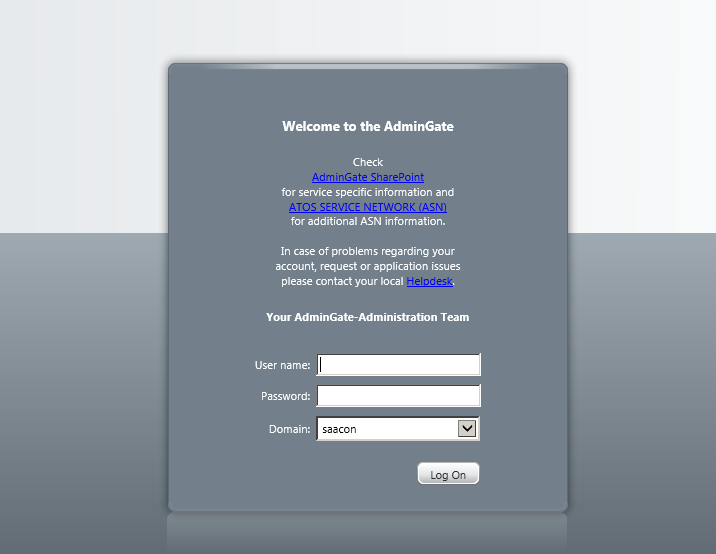 Welcome to the AdminGate
Check
AdminGate SharePoint
for service specific information and
ATOS SERVICE NETWORK (ASN)
for additional ASN information.
In case of problems regarding your
account, request or application issues
please contact your local Helpdesk.
Your AdminGate-Administration Team
User name:
Password:
Domain: saacon
Log On